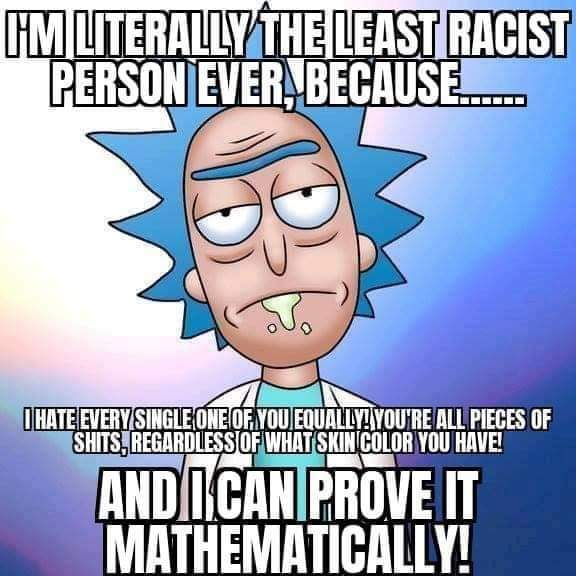 I'M LITERALLY THE LEAST RACIST
PERSON EVER, BECAUSE......
I HATE EVERY SINGLE ONE OF YOU EQUALLY! YOU'RE ALL PIECES OF
SHITS, REGARDLESS OF WHAT SKIN COLOR YOU HAVE!
AND I CAN PROVE IT
MATHEMATICALLY!